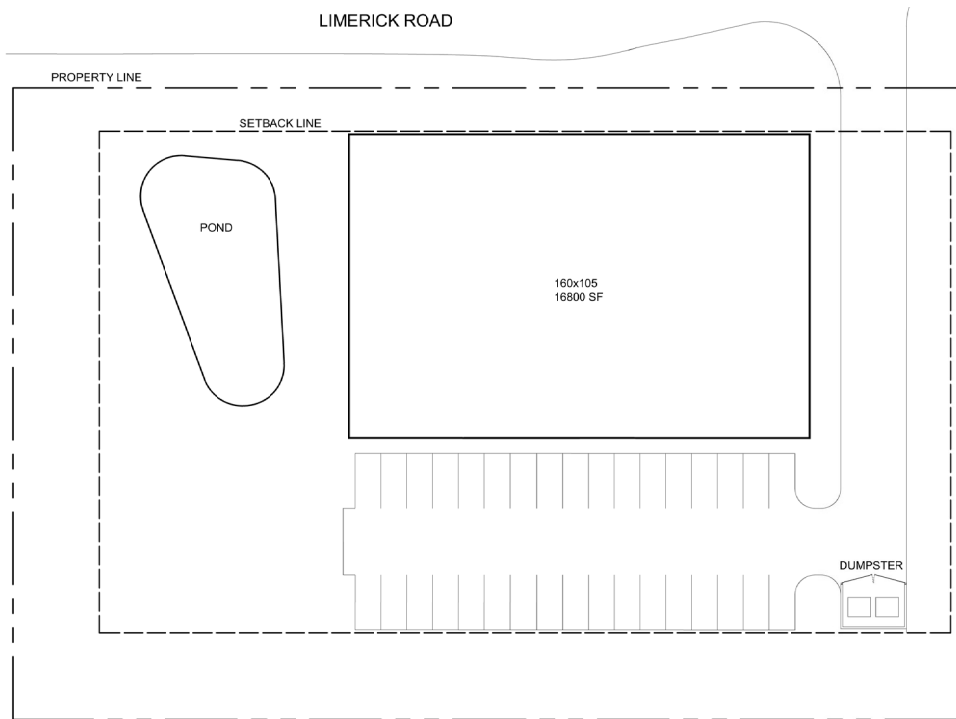 LIMERICK ROAD
PROPERTY LINE
SETBACK LINE
POND
160x105
16800 SF
DUMPSTER